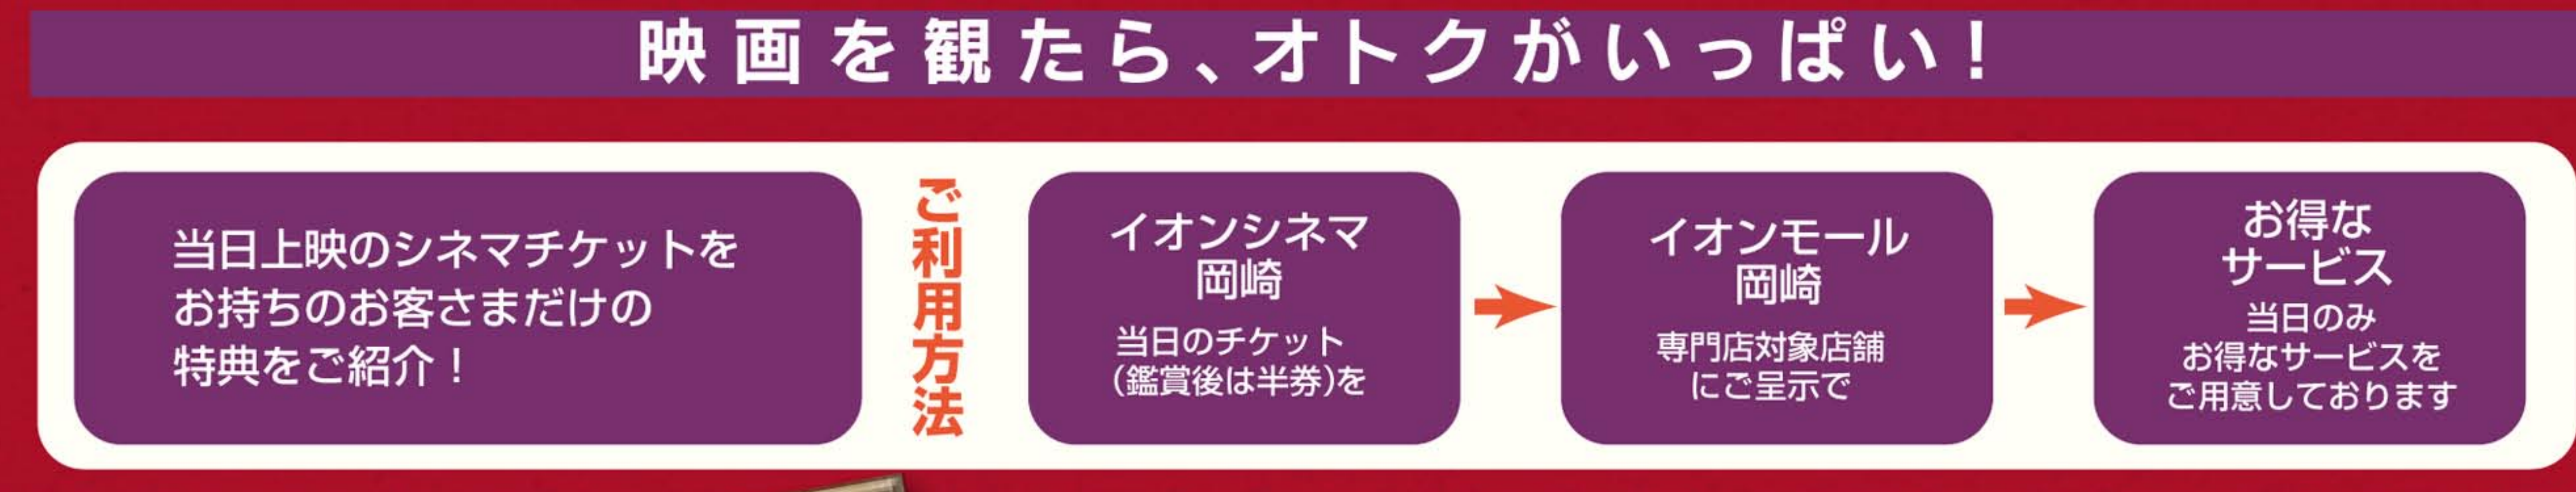 映画を観たら、オトクがいっぱい！
当日上映のシネマチケットを
お持ちのお客さまだけの
特典をご紹介！
ご利用方法
イオンシネマ
岡崎
当日のチケット
(鑑賞後は半券)を
イオンモール
岡崎
専門店対象店舗
にご呈示で
お得な
サービス
当日のみ
お得なサービスを
ご用意しております